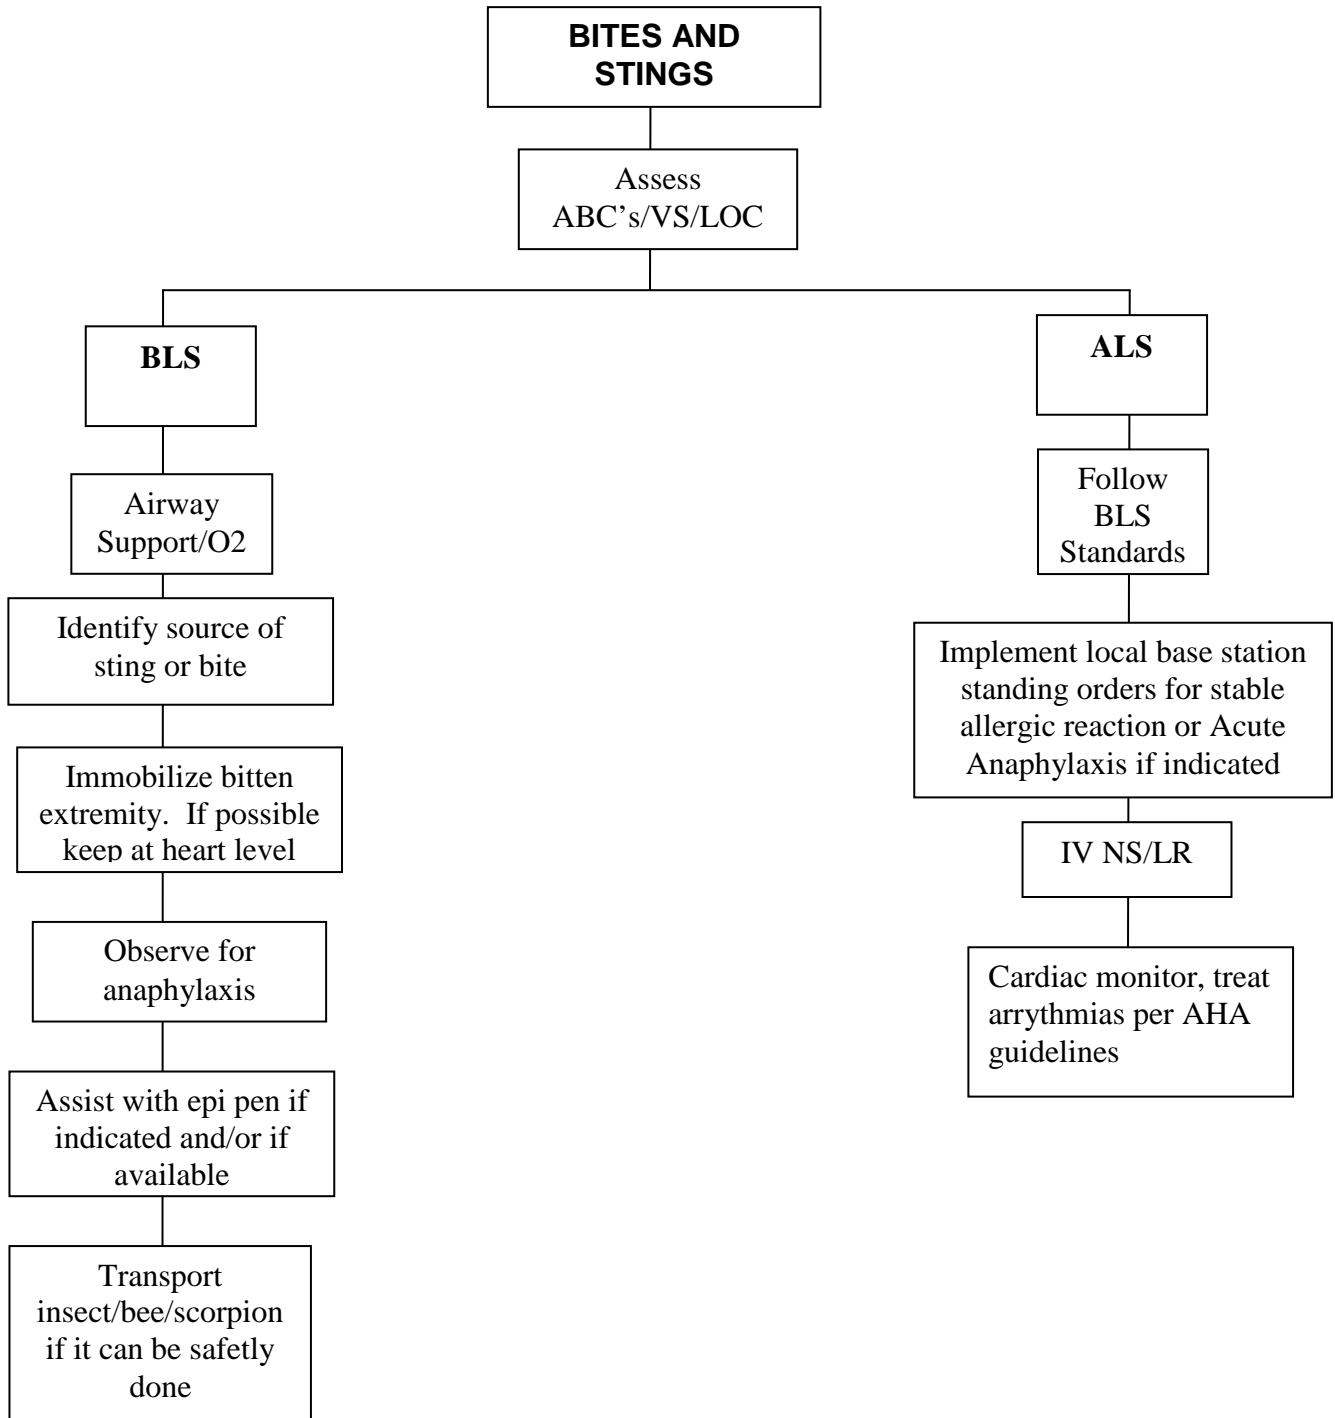 BITES AND
STINGS
Assess
ABC’s/VS/LOC
BLS
Airway
Support/O2
Identify source of
sting or bite
Immobilize bitten
extremity.  If possible
keep at heart level
Observe for
anaphylaxis
Assist with epi pen if
indicated and/or if
available
Transport
insect/bee/scorpion
if it can be safetly
done
ALS
Follow
BLS
Standards
Implement local base station
standing orders for stable
allergic reaction or Acute
Anaphylaxis if indicated
IV NS/LR
Cardiac monitor, treat
arrythmias per AHA
guidelines